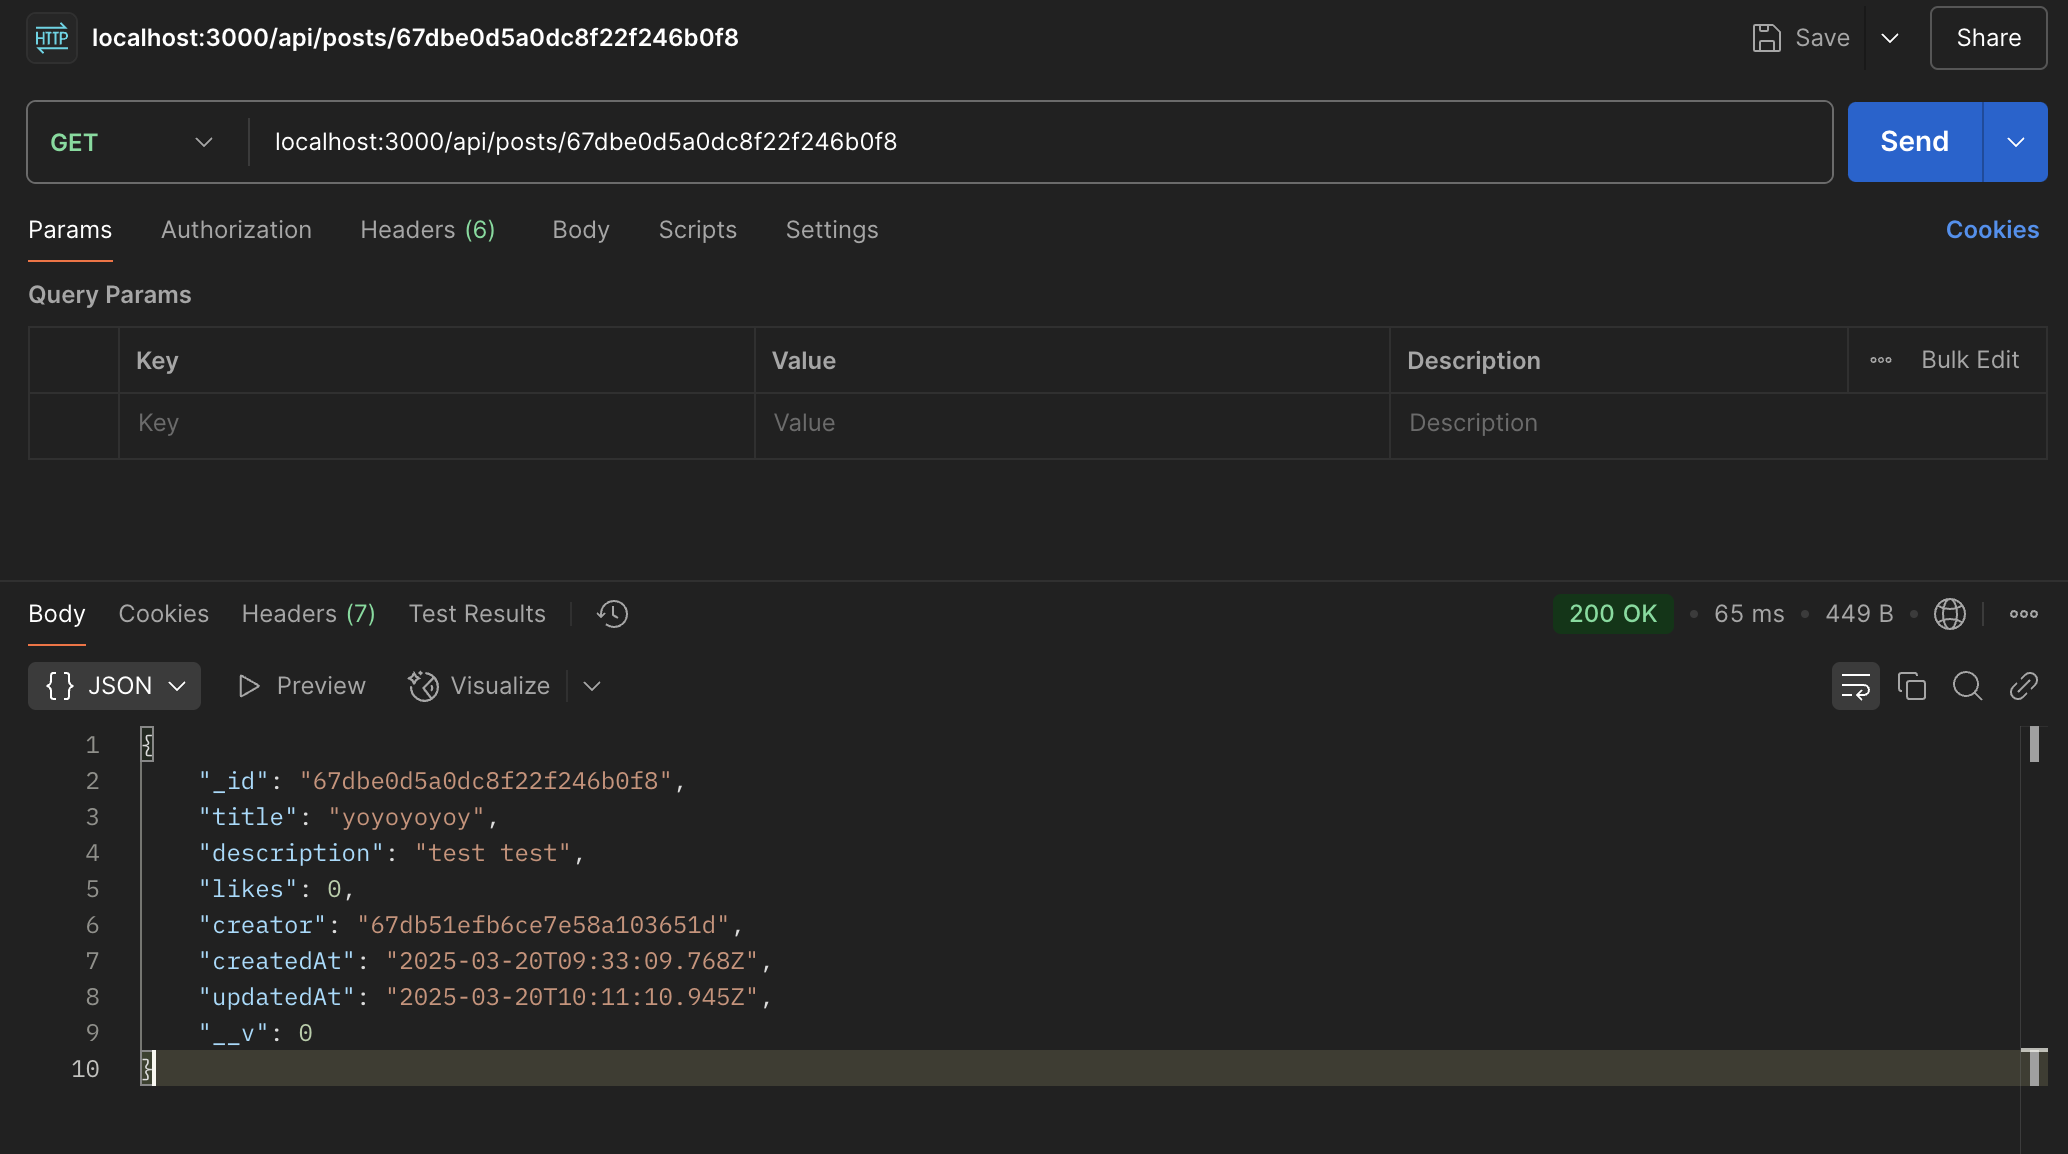 HTTP localhost:3000/api/posts/67dbe0d5a0dc8f22f246b0f8 Save Share
GET localhost:3000/api/posts/67dbe0d5a0dc8f22f246b0f8 Send
Params Authorization Headers (6) Body Scripts Settings Cookies
Query Params
Key Value Description Bulk Edit
Key Value Description
Body Cookies Headers (7) Test Results 200 OK • 65 ms • 449 B •
{} JSON Preview Visualize
1 {
2 "_id": "67dbe0d5a0dc8f22f246b0f8",
3 "title": "yoyoyoyoy",
4 "description": "test test",
5 "likes": 0,
6 "creator": "67db51efb6ce7e58a103651d",
7 "createdAt": "2025-03-20T09:33:09.768Z",
8 "updatedAt": "2025-03-20T10:11:10.945Z",
9 "__v": 0
10 }